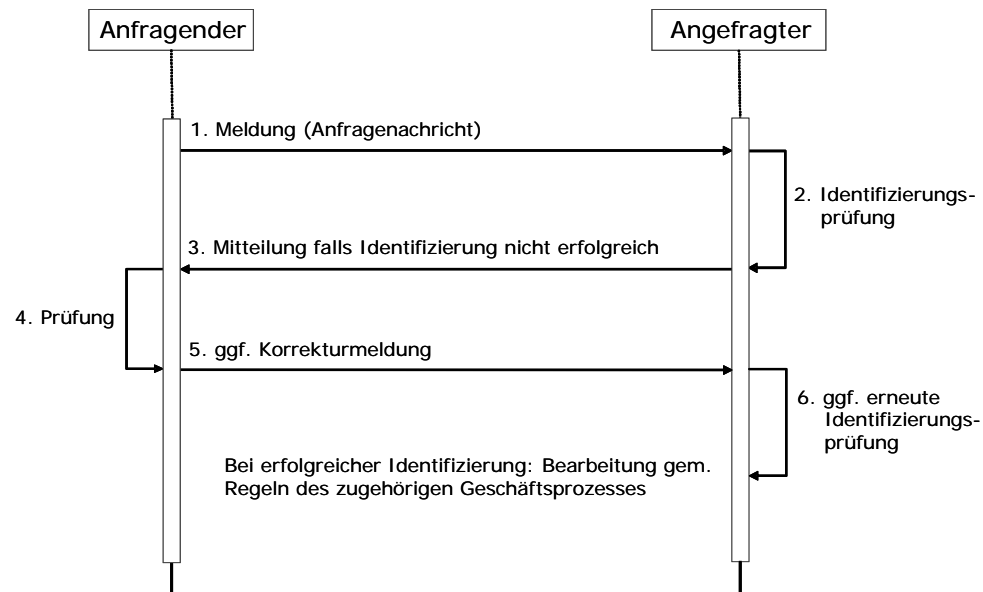 Anfragender
Angefragter
1. Meldung (Anfragenachricht)
2. Identifizierungs-
prüfung
3. Mitteilung falls Identifizierung nicht erfolgreich
4. Prüfung
5. ggf. Korrekturmeldung
6. ggf. erneute
Identifizierungs-
prüfung
Bei erfolgreicher Identifizierung: Bearbeitung gem.
Regeln des zugehörigen Geschäftsprozesses